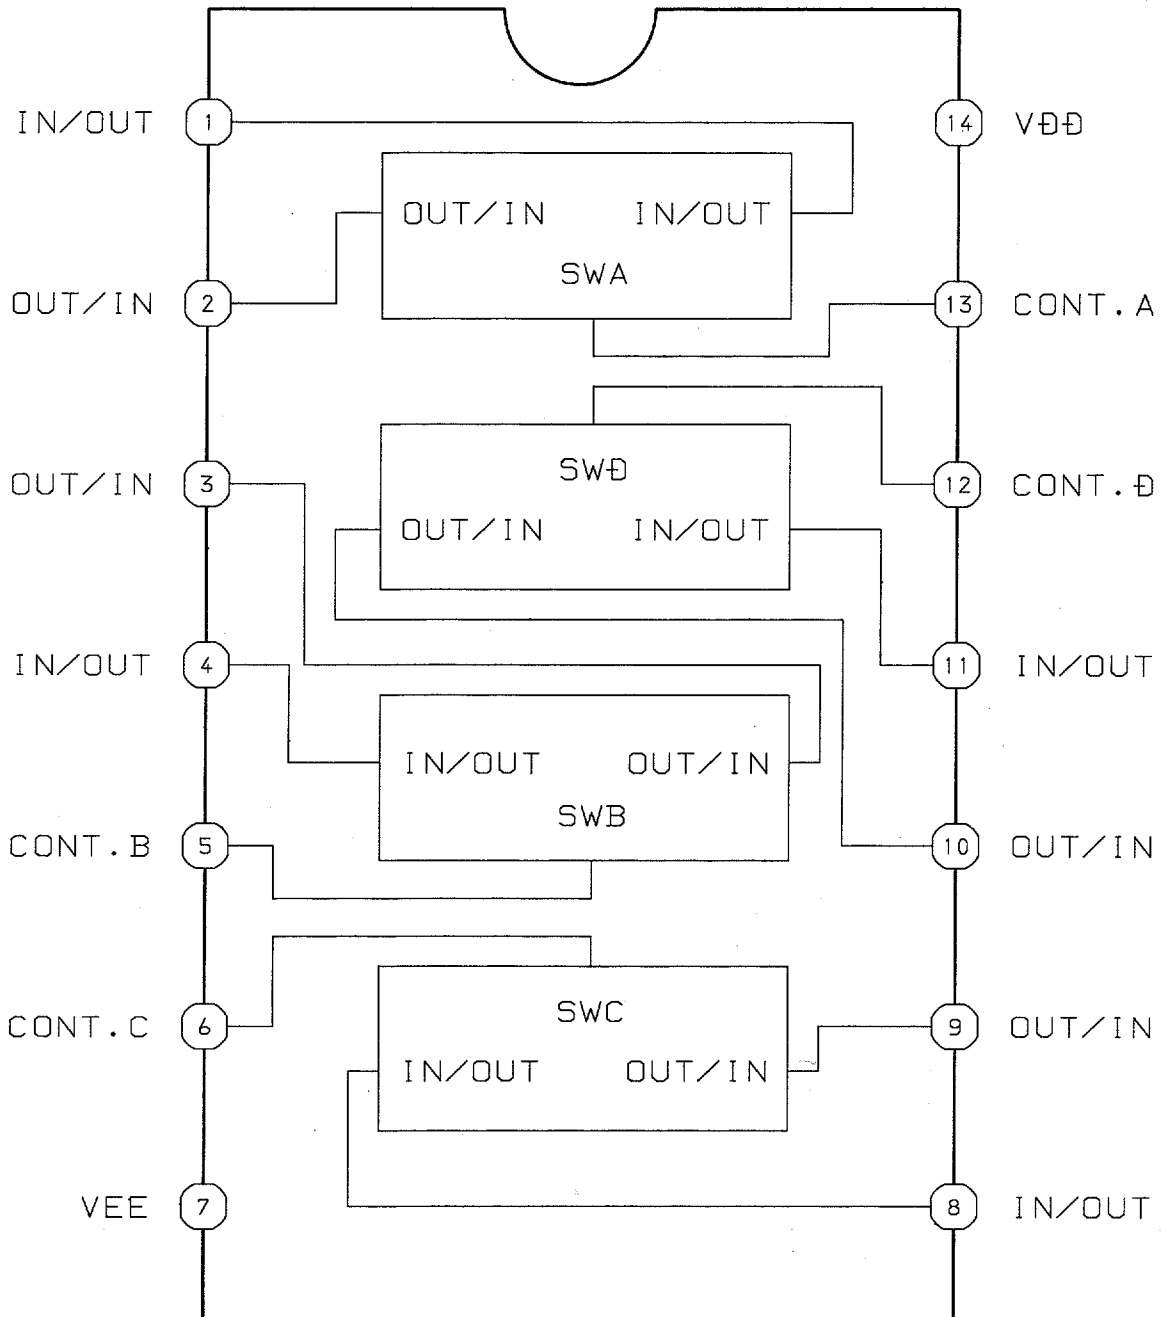 IN/OUT 1 14 VDD
OUT/IN IN/OUT
SWA
OUT/IN 2 13 CONT.A
SWD
OUT/IN 3 12 CONT.D
OUT/IN IN/OUT
IN/OUT 4 11 IN/OUT
IN/OUT OUT/IN
SWB
CONT.B 5 10 OUT/IN
SWC
CONT.C 6 9 OUT/IN
IN/OUT OUT/IN
VEE 7 8 IN/OUT